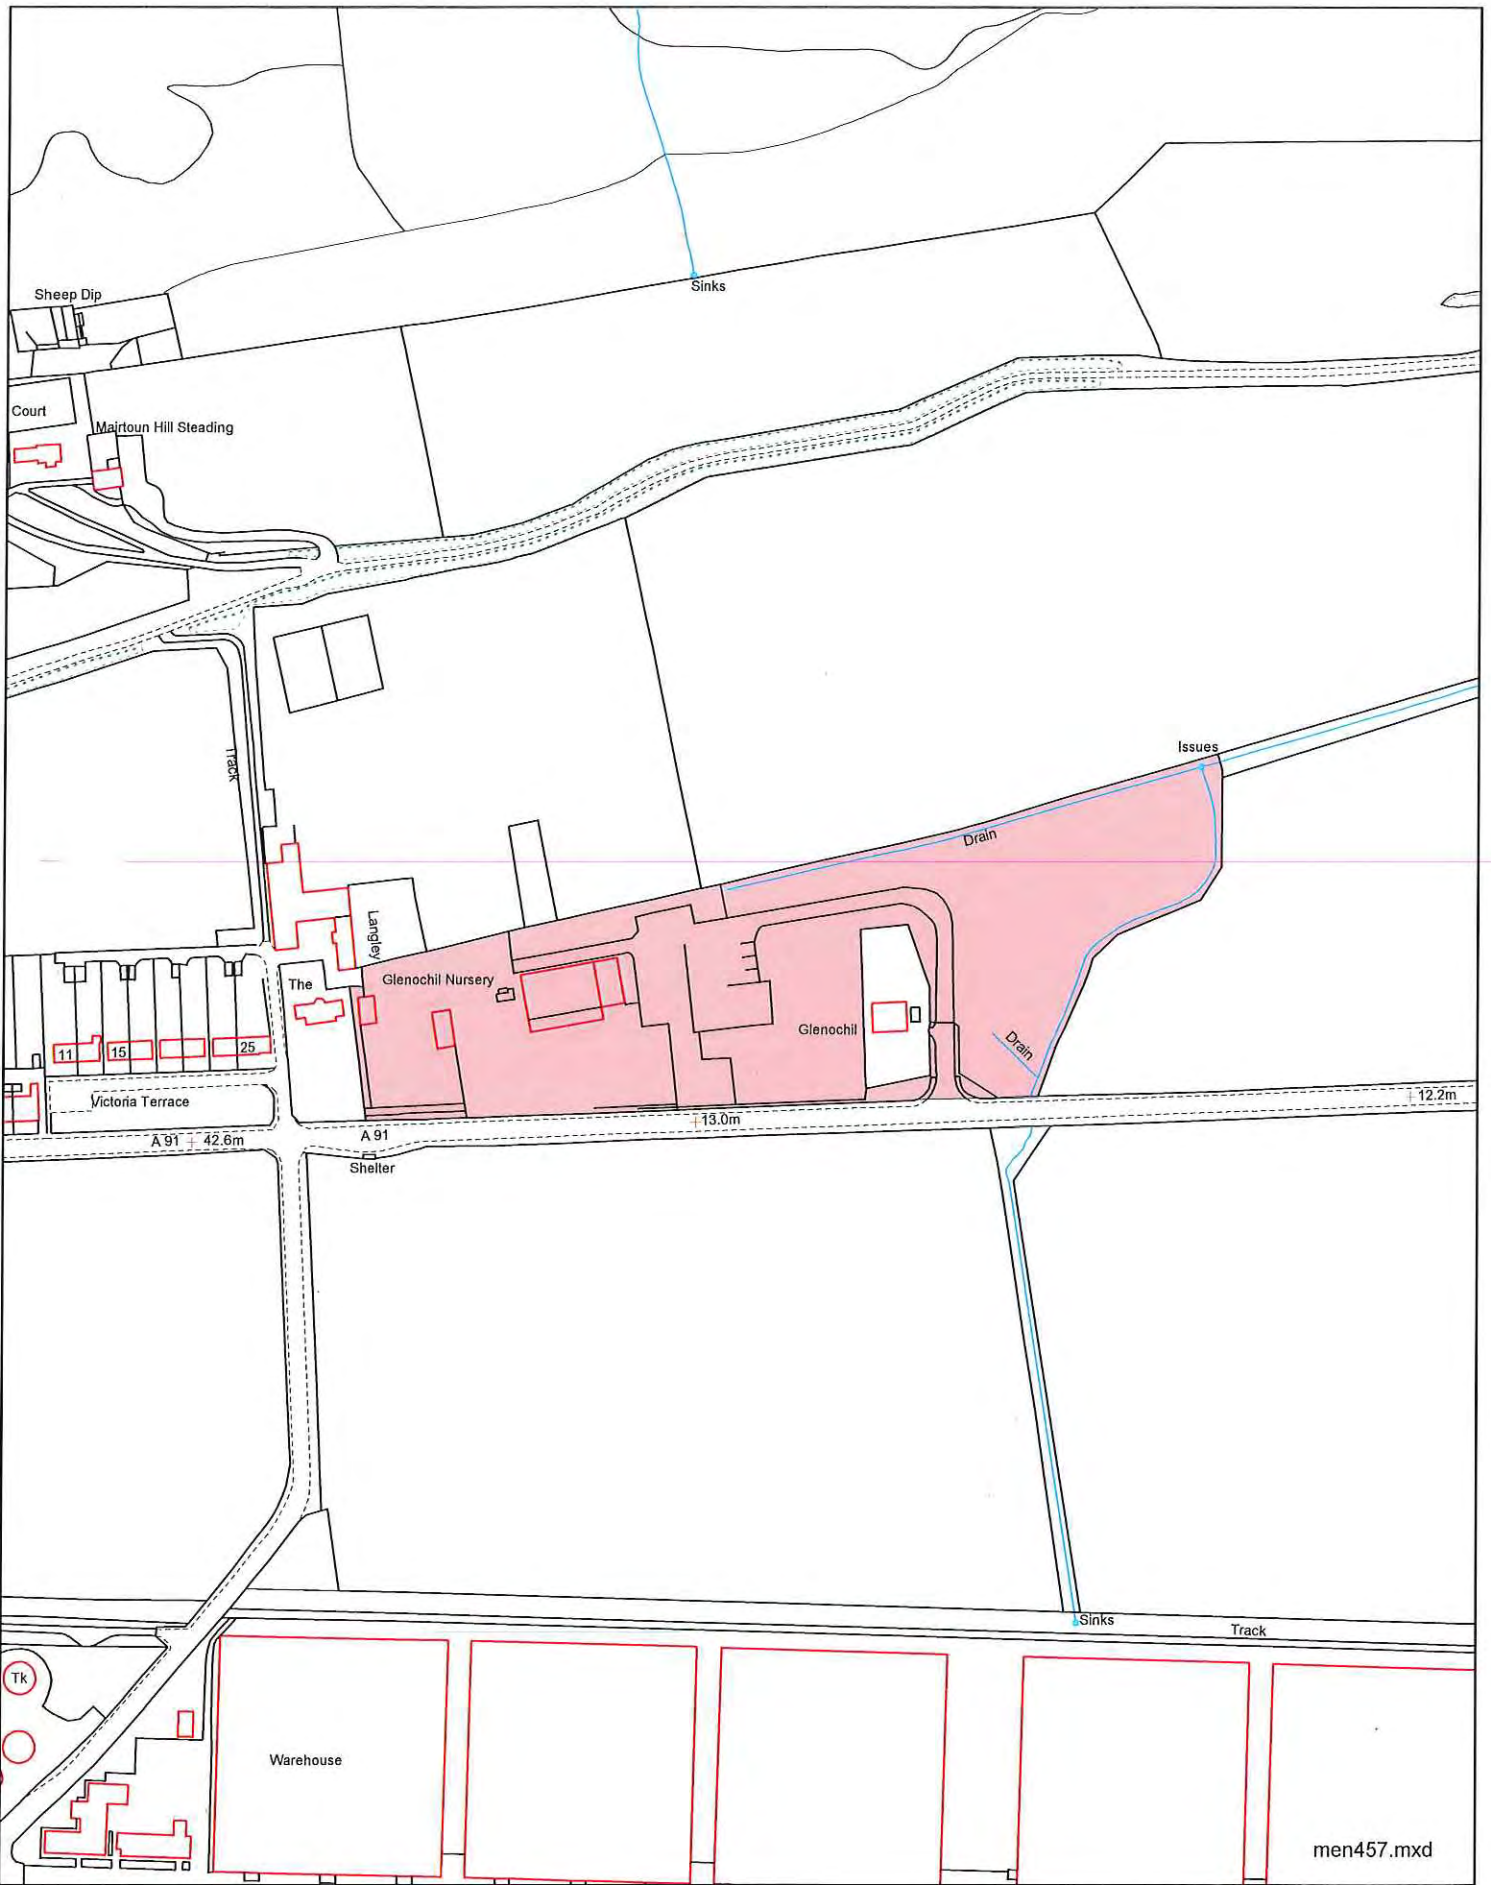 Sinks
Sheep Dip
Court
Mairtoun Hill Steading
Track
Issues
Drain
Langley
The
Glenochil Nursery
Glenochil
Drain
11
15
25
Victoria Terrace
A 91
42.6m
A 91
13.0m
12.2m
Shelter
Sinks
Track
Tk
Warehouse
men457.mxd